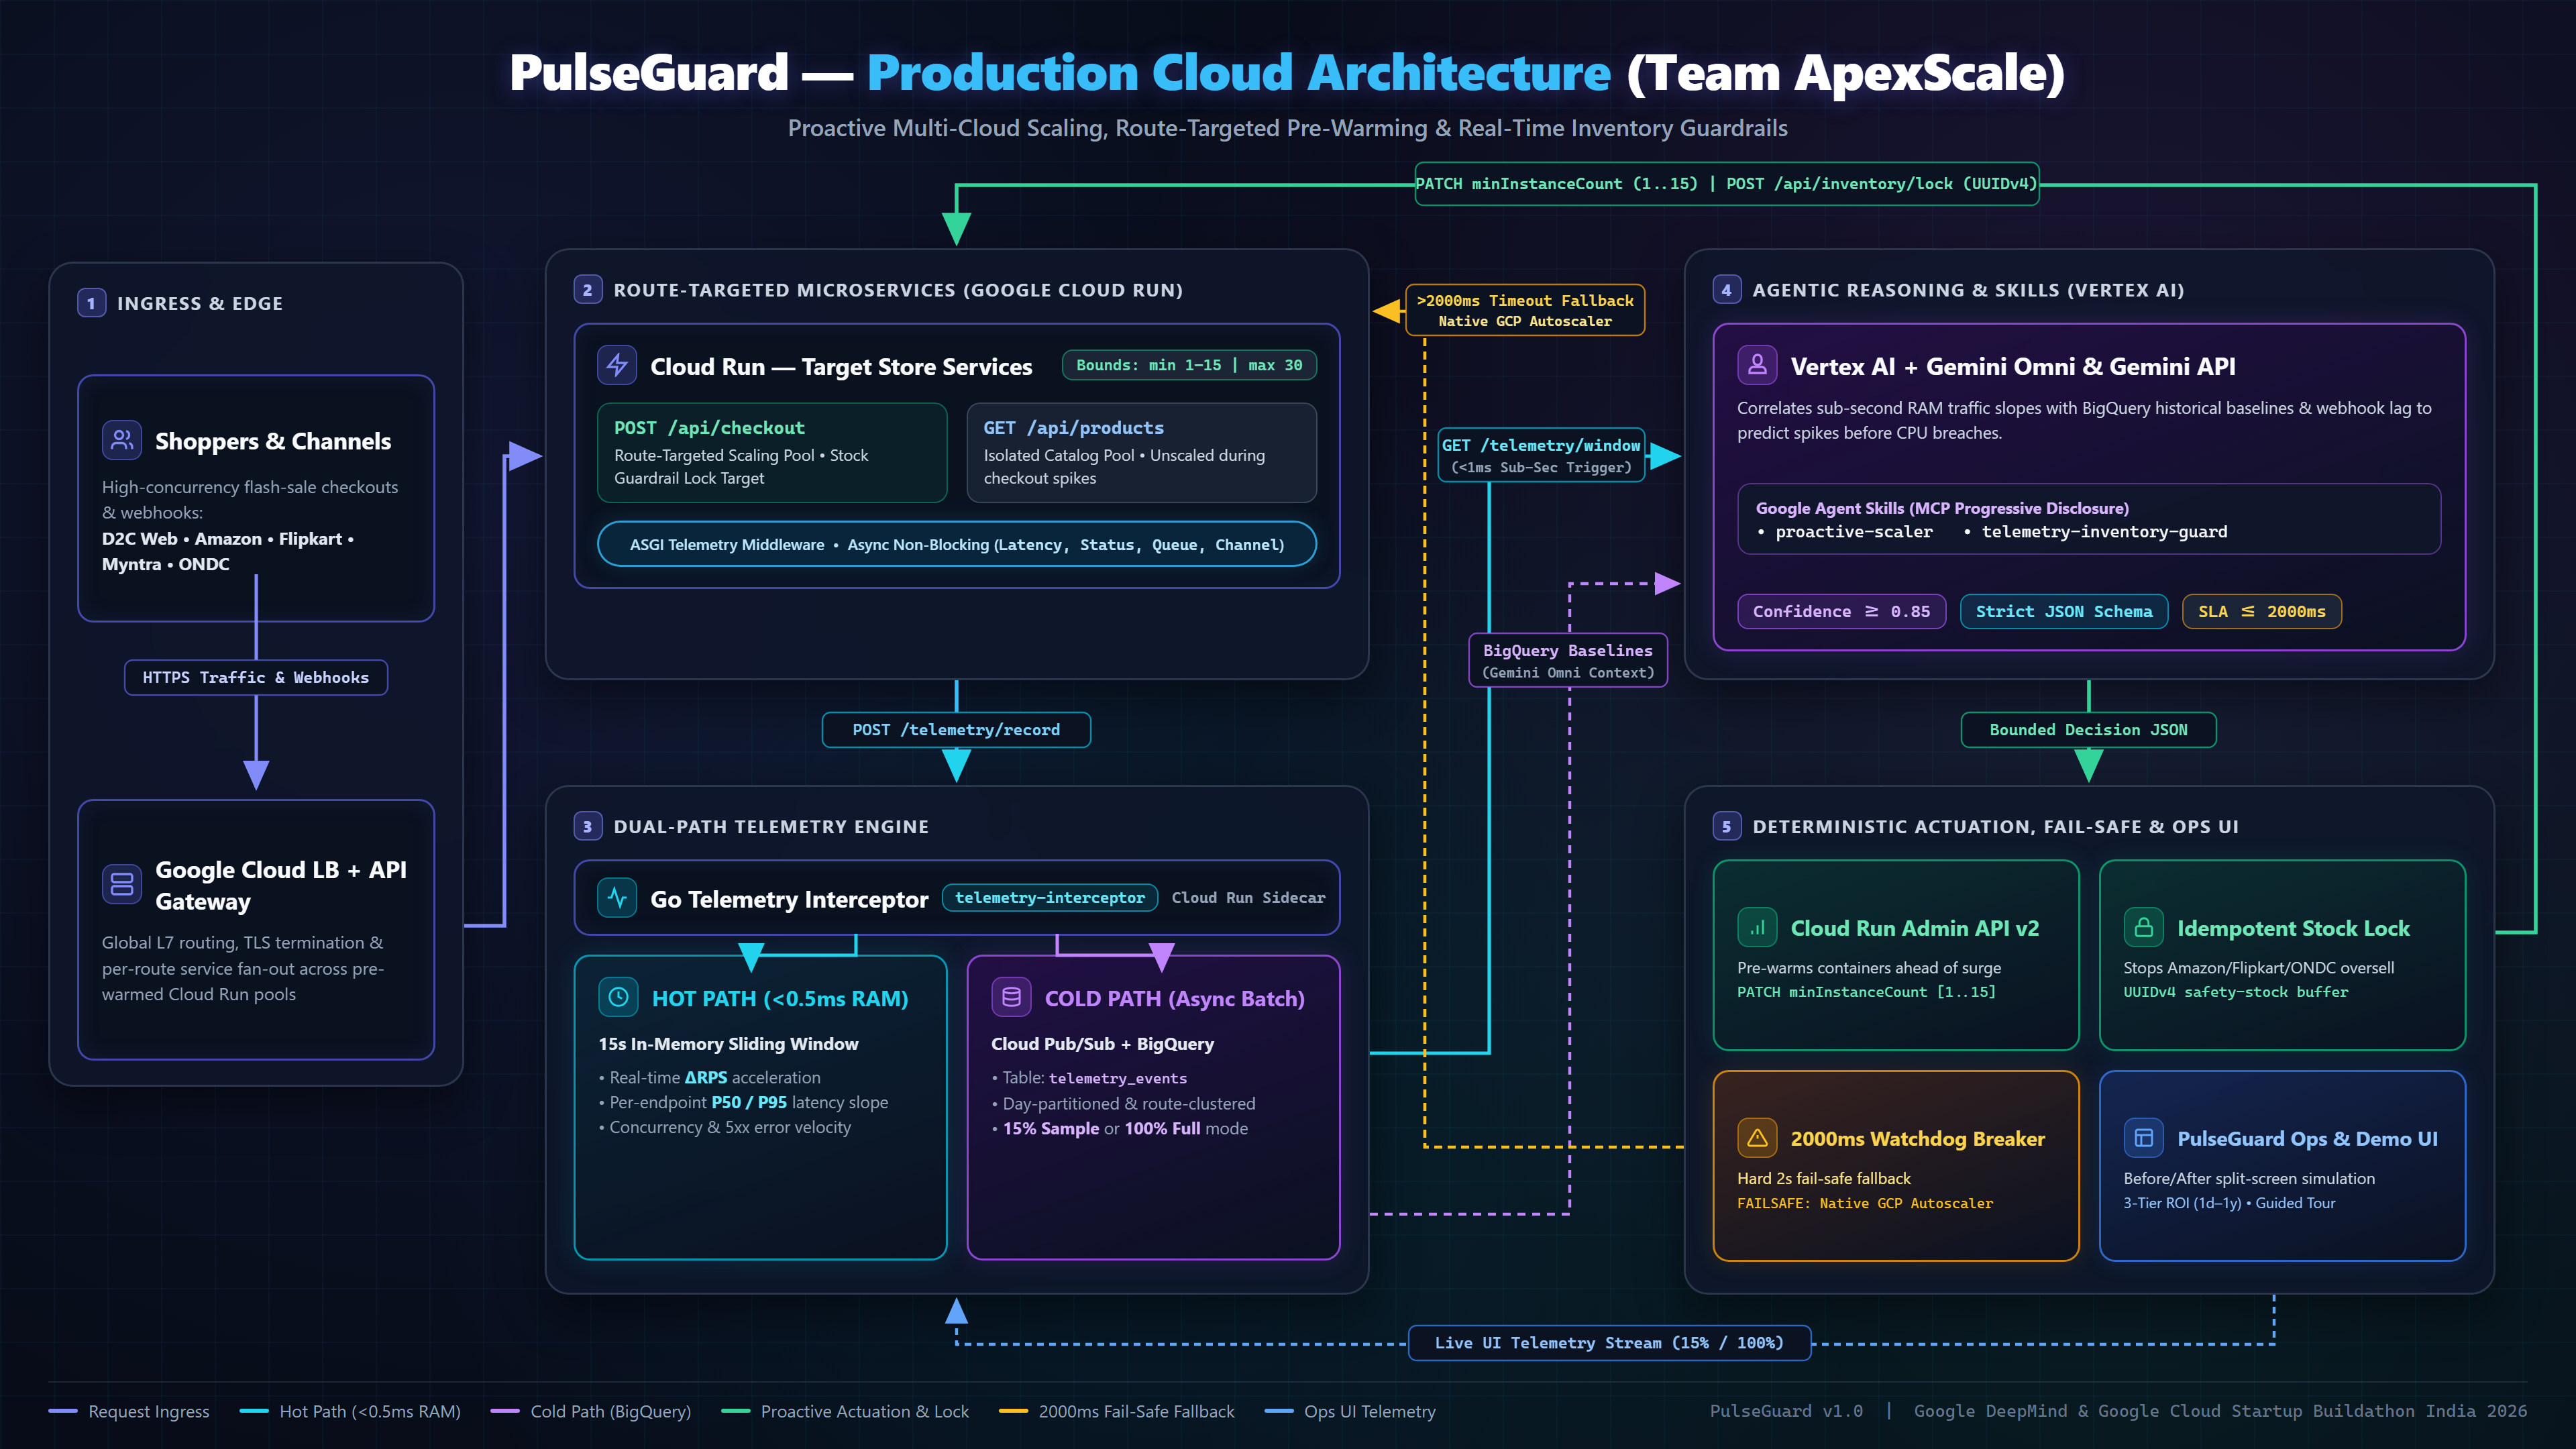 PulseGuard — Production Cloud Architecture (Team ApexScale)
Proactive Multi-Cloud Scaling, Route-Targeted Pre-Warming & Real-Time Inventory Guardrails
PATCH minInstanceCount (1..15) | POST /api/inventory/lock (UUIDv4)
1 INGRESS & EDGE
Shoppers & Channels
High-concurrency flash-sale checkouts
& webhooks:
D2C Web • Amazon • Flipkart •
Myntra • ONDC
HTTPS Traffic & Webhooks
Google Cloud LB + API
Gateway
Global L7 routing, TLS termination &
per-route service fan-out across pre-
warmed Cloud Run pools
2 ROUTE-TARGETED MICROSERVICES (GOOGLE CLOUD RUN)
Cloud Run — Target Store Services
Bounds: min 1–15 | max 30
POST /api/checkout
Route-Targeted Scaling Pool • Stock
Guardrail Lock Target
GET /api/products
Isolated Catalog Pool • Unscaled during
checkout spikes
ASGI Telemetry Middleware • Async Non-Blocking (Latency, Status, Queue, Channel)
POST /telemetry/record
3 DUAL-PATH TELEMETRY ENGINE
Go Telemetry Interceptor
telemetry-interceptor
Cloud Run Sidecar
HOT PATH (<0.5ms RAM)
15s In-Memory Sliding Window
• Real-time ΔRPS acceleration
• Per-endpoint P50 / P95 latency slope
• Concurrency & 5xx error velocity
COLD PATH (Async Batch)
Cloud Pub/Sub + BigQuery
• Table: telemetry_events
• Day-partitioned & route-clustered
• 15% Sample or 100% Full mode
>2000ms Timeout Fallback
Native GCP Autoscaler
GET /telemetry/window
(<1ms Sub-Sec Trigger)
BigQuery Baselines
(Gemini Omni Context)
4 AGENTIC REASONING & SKILLS (VERTEX AI)
Vertex AI + Gemini Omni & Gemini API
Correlates sub-second RAM traffic slopes with BigQuery historical baselines & webhook lag to
predict spikes before CPU breaches.
Google Agent Skills (MCP Progressive Disclosure)
• proactive-scaler • telemetry-inventory-guard
Confidence ≥ 0.85
Strict JSON Schema
SLA ≤ 2000ms
Bounded Decision JSON
5 DETERMINISTIC ACTUATION, FAIL-SAFE & OPS UI
Cloud Run Admin API v2
Pre-warms containers ahead of surge
PATCH minInstanceCount [1..15]
Idempotent Stock Lock
Stops Amazon/Flipkart/ONDC oversell
UUIDv4 safety-stock buffer
2000ms Watchdog Breaker
Hard 2s fail-safe fallback
FAILSAFE: Native GCP Autoscaler
PulseGuard Ops & Demo UI
Before/After split-screen simulation
3-Tier ROI (1d–1y) • Guided Tour
Live UI Telemetry Stream (15% / 100%)
Request Ingress
Hot Path (<0.5ms RAM)
Cold Path (BigQuery)
Proactive Actuation & Lock
2000ms Fail-Safe Fallback
Ops UI Telemetry
PulseGuard v1.0 | Google DeepMind & Google Cloud Startup Buildathon India 2026